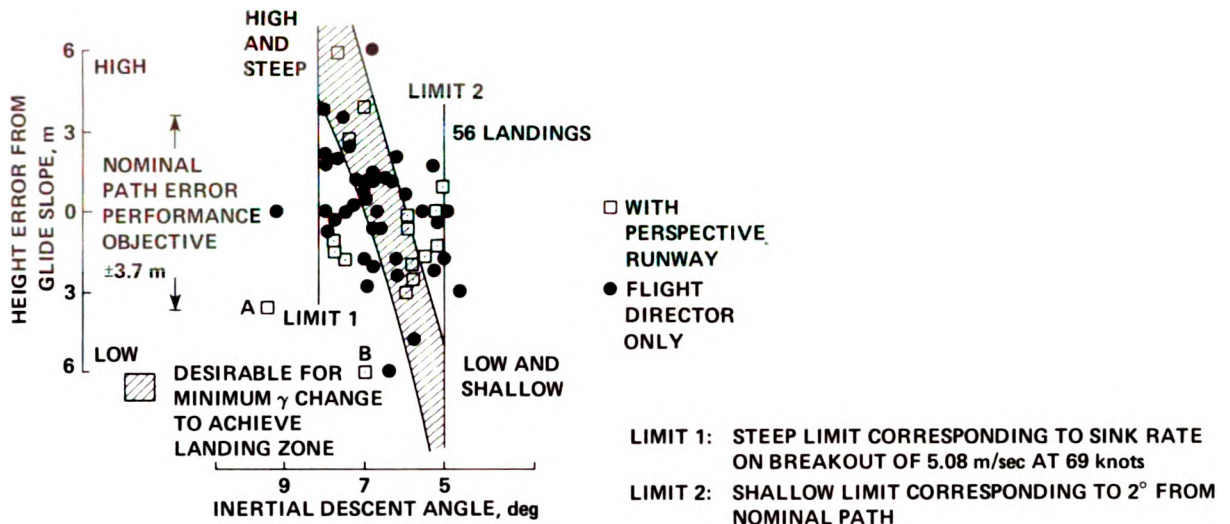 HIGH
AND
STEEP
HEIGHT ERROR FROM
GLIDE SLOPE, m
6
3
0
3
6
HIGH
NOMINAL
PATH ERROR
PERFORMANCE
OBJECTIVE
±3.7 m
LOW
LIMIT 2
56 LANDINGS
A
LIMIT 1
B
LOW AND
SHALLOW
DESIRABLE FOR
MINIMUM γ CHANGE
TO ACHIEVE
LANDING ZONE
9
7
5
INERTIAL DESCENT ANGLE, deg
WITH
PERSPECTIVE
RUNWAY
FLIGHT
DIRECTOR
ONLY
LIMIT 1: STEEP LIMIT CORRESPONDING TO SINK RATE
ON BREAKOUT OF 5.08 m/sec AT 69 knots
LIMIT 2: SHALLOW LIMIT CORRESPONDING TO 2° FROM
NOMINAL PATH